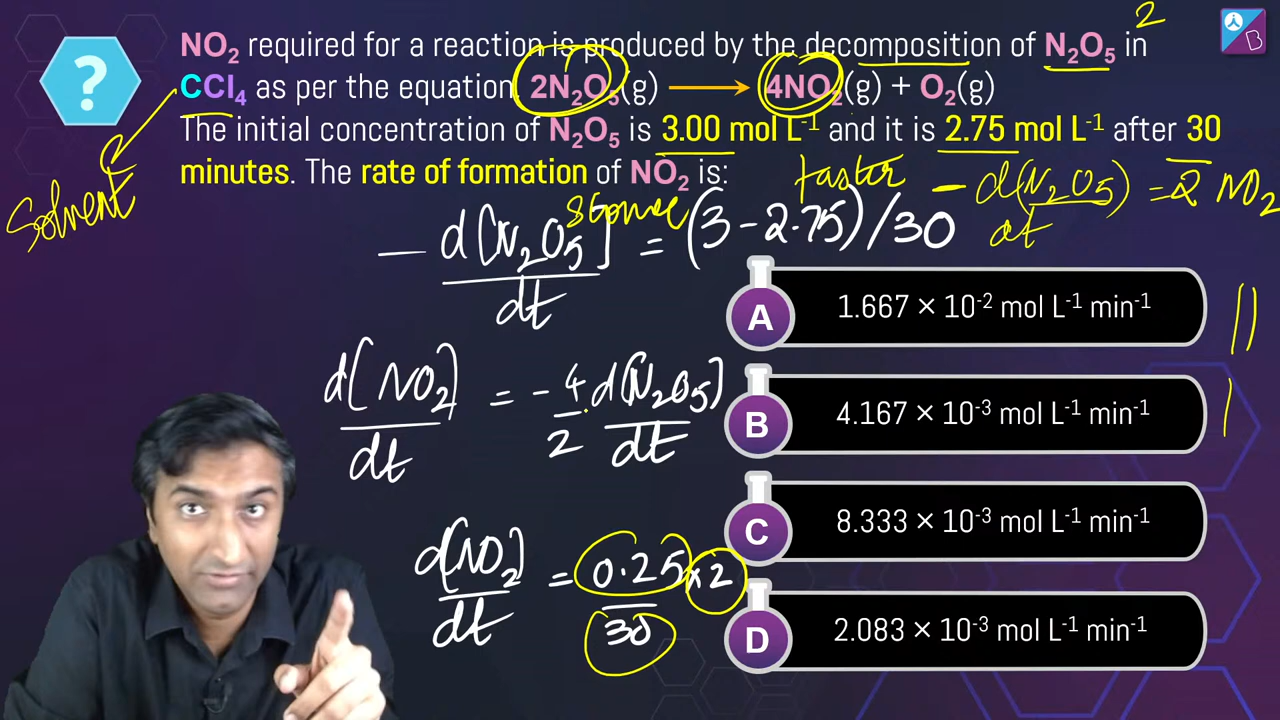 NO2 required for a reaction is produced by the decomposition of N2O5 in
CCl4 as per the equation, 2N2O5(g) ⟶ 4NO2(g) + O2(g)
The initial concentration of N2O5 is 3.00 mol L-1 and it is 2.75 mol L-1 after 30
minutes. The rate of formation of NO2 is:
2
Solvent
faster
- d(N2O5) = 2 NO2
dt
- d[N2O5] = (3-2.75)/30
dt
d[NO2] = - 4 d[N2O5]
dt 2 dt
d[NO2] = 0.25 × 2
dt 30
A 1.667 × 10-2 mol L-1 min-1
B 4.167 × 10-3 mol L-1 min-1
C 8.333 × 10-3 mol L-1 min-1
D 2.083 × 10-3 mol L-1 min-1
?
B